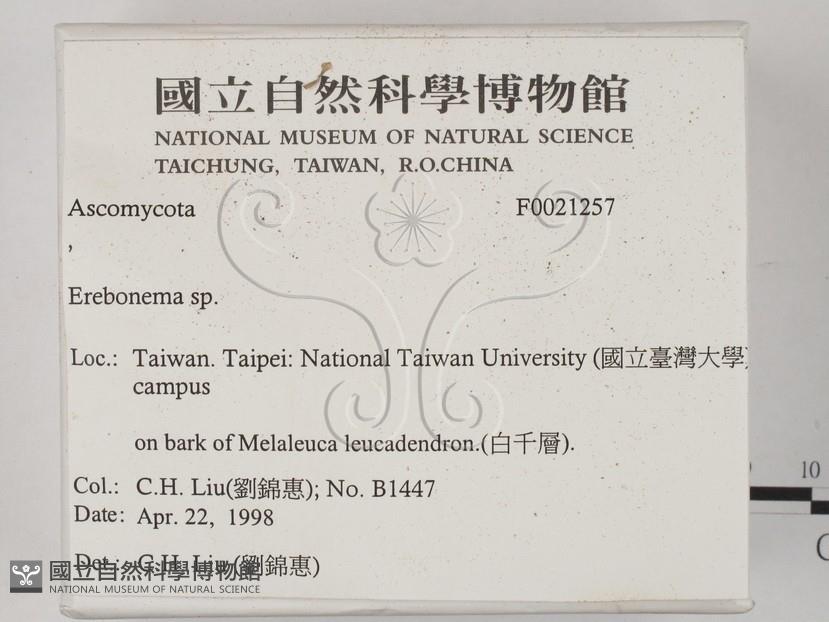 國立自然科學博物館
NATIONAL MUSEUM OF NATURAL SCIENCE
TAICHUNG, TAIWAN, R.O.CHINA
Ascomycota F0021257
,
Erebonema sp.
Loc.: Taiwan. Taipei: National Taiwan University (國立臺灣大學)
campus
on bark of Melaleuca leucadendron.(白千層).
Col.: C.H. Liu(劉錦惠); No. B1447
Date: Apr. 22, 1998
Det.: C.H. Liu(劉錦惠)
國立自然科學博物館
NATIONAL MUSEUM OF NATURAL SCIENCE
10